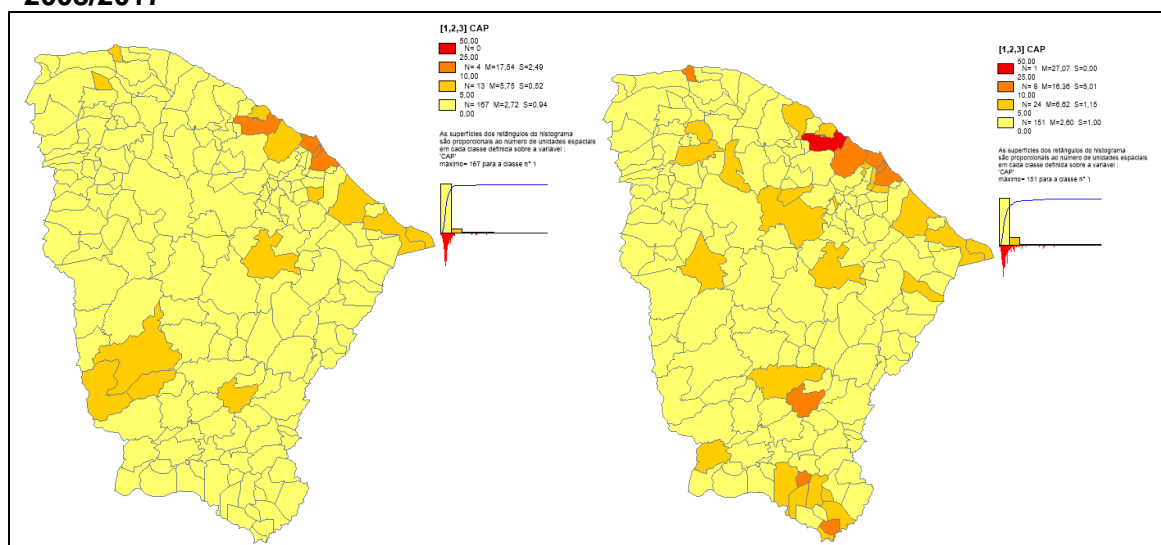 [1,2,3] CAP
50,00
N= 0
25,00
N= 4 M=17,54 S=2,49
10,00
N= 13 M=5,75 S=0,52
5,00
N= 167 M=2,72 S=0,94
0,00
As superfícies dos retângulos do histograma
são proporcionais ao número de unidades espaciais
em cada classe definida sobre a variável :
'CAP'
máximo= 167 para a classe n° 1
[1,2,3] CAP
50,00
N= 1 M=27,07 S=0,00
25,00
N= 8 M=16,36 S=5,01
10,00
N= 24 M=6,62 S=1,15
5,00
N= 151 M=2,60 S=1,00
0,00
As superfícies dos retângulos do histograma
são proporcionais ao número de unidades espaciais
em cada classe definida sobre a variável :
'CAP'
máximo= 151 para a classe n° 1